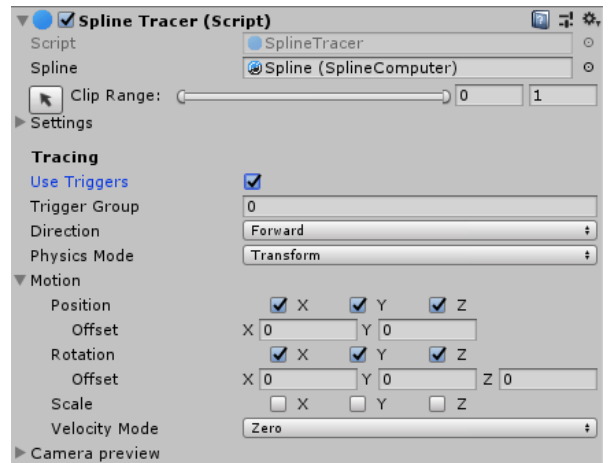 Spline Tracer (Script)
Script SplineTracer
Spline Spline (SplineComputer)
Clip Range: 0 1
Settings
Tracing
Use Triggers
Trigger Group 0
Direction Forward
Physics Mode Transform
Motion
Position X Y Z
Offset X 0 Y 0
Rotation X Y Z
Offset X 0 Y 0 Z 0
Scale X Y Z
Velocity Mode Zero
Camera preview